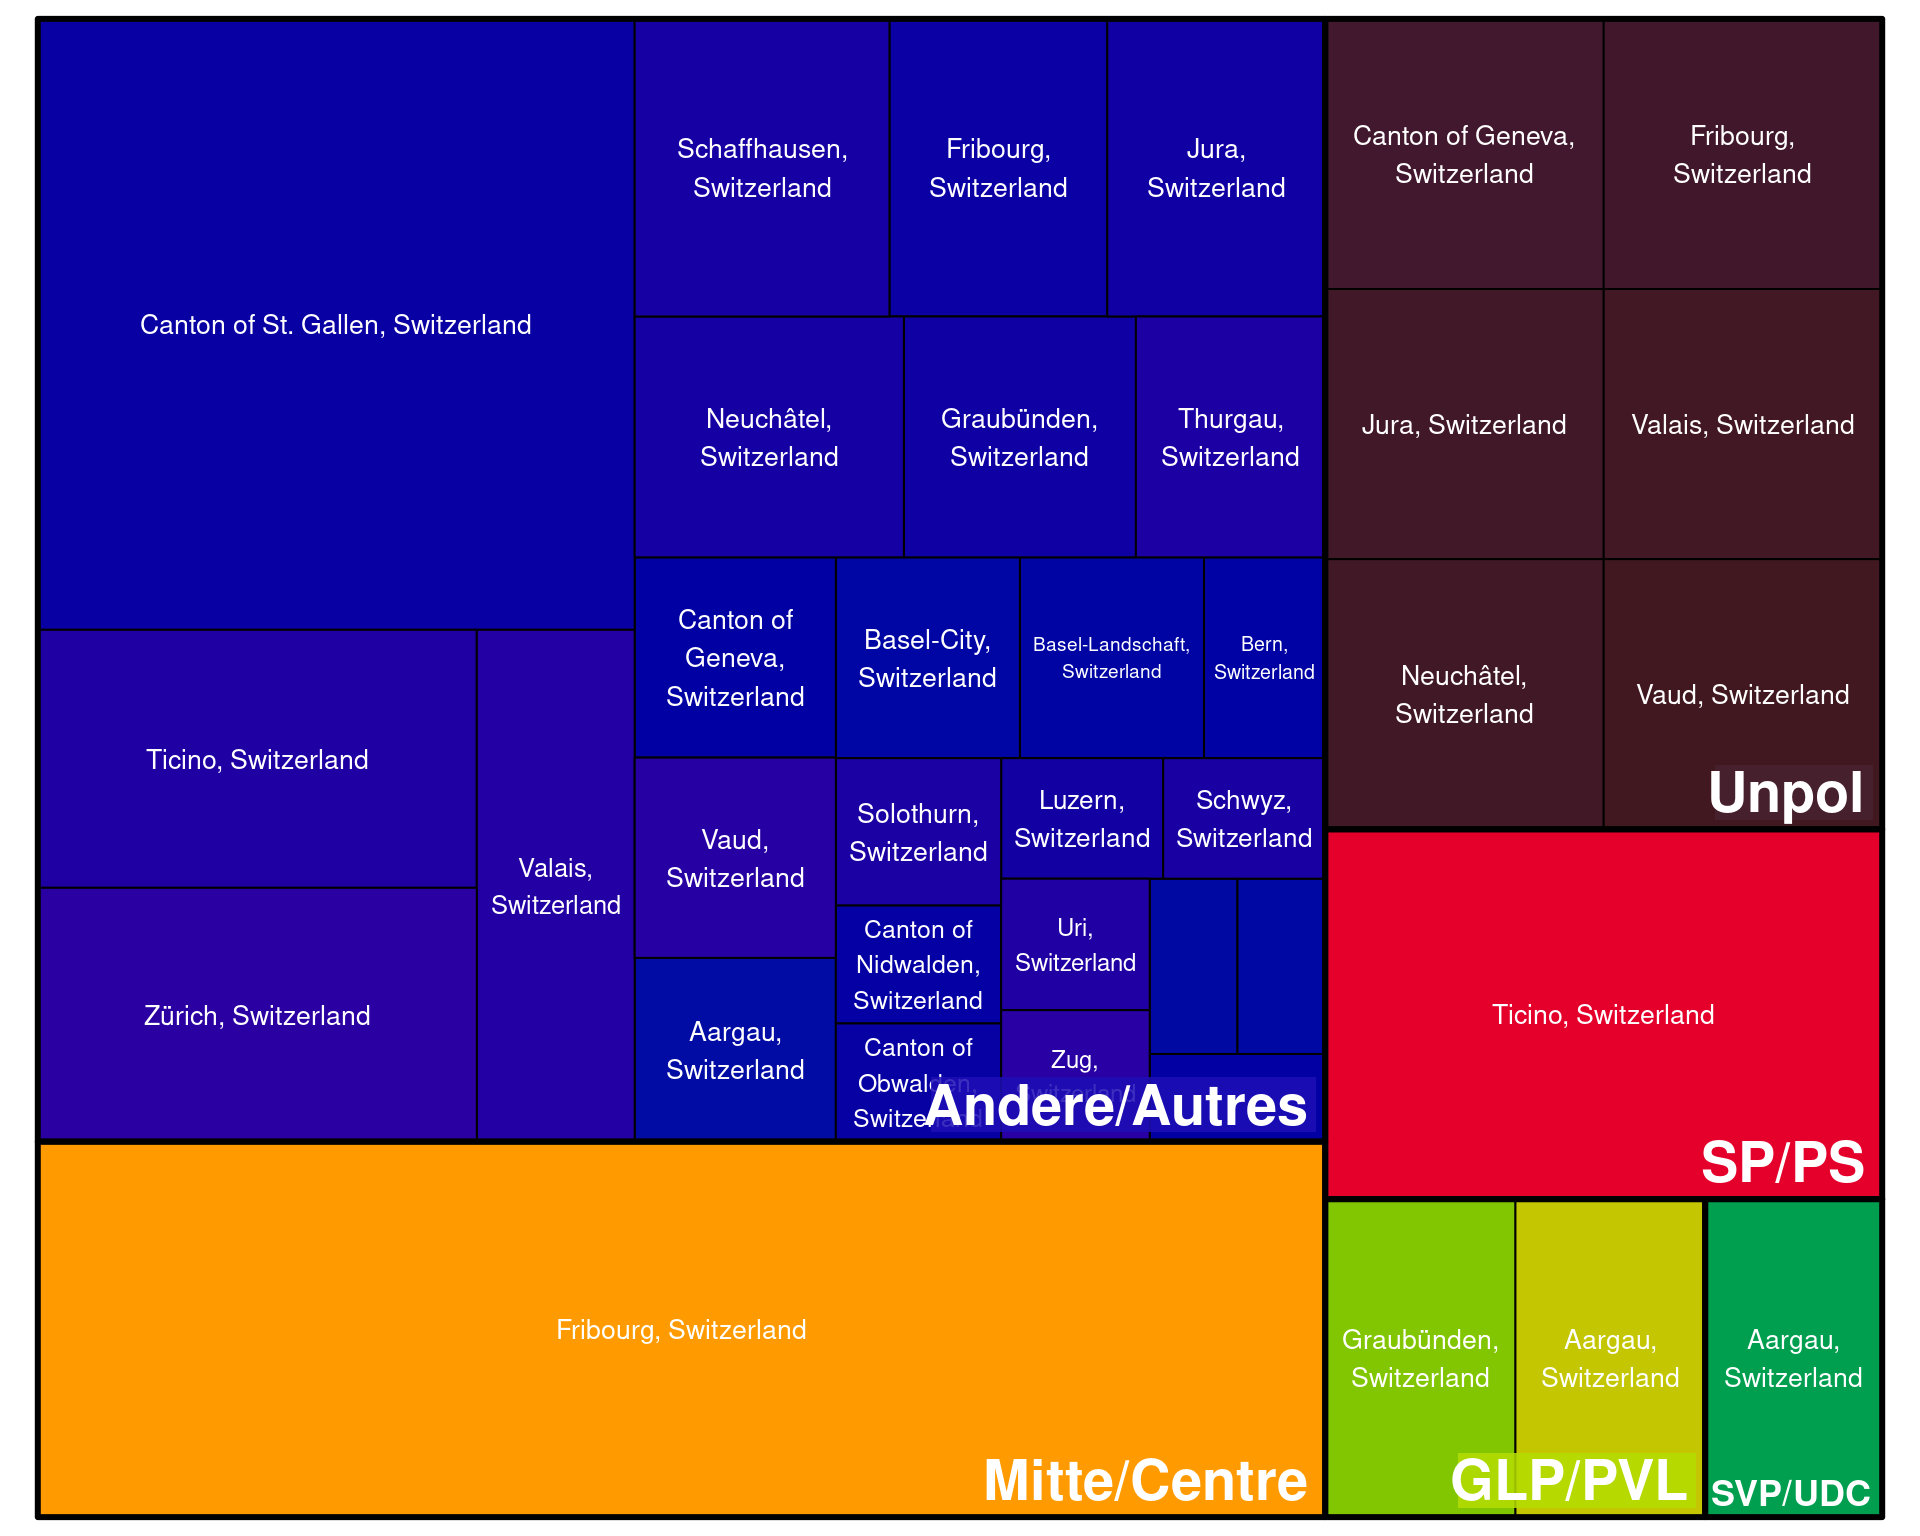 Canton of St. Gallen, Switzerland
Schaffhausen,
Switzerland
Fribourg,
Switzerland
Jura,
Switzerland
Neuchâtel,
Switzerland
Graubünden,
Switzerland
Thurgau,
Switzerland
Ticino, Switzerland
Zürich, Switzerland
Valais,
Switzerland
Canton of
Geneva,
Switzerland
Basel-City,
Switzerland
Basel-Landschaft,
Switzerland
Bern,
Switzerland
Vaud,
Switzerland
Solothurn,
Switzerland
Luzern,
Switzerland
Schwyz,
Switzerland
Aargau,
Switzerland
Canton of
Nidwalden,
Switzerland
Uri,
Switzerland
Canton of
Obwalden,
Switzerland
Zug,
Switzerland
Andere/Autres
Fribourg, Switzerland
Mitte/Centre
Canton of Geneva,
Switzerland
Fribourg,
Switzerland
Jura, Switzerland
Valais, Switzerland
Neuchâtel,
Switzerland
Vaud, Switzerland
Unpol
Ticino, Switzerland
SP/PS
Graubünden,
Switzerland
Aargau,
Switzerland
GLP/PVL
Aargau,
Switzerland
SVP/UDC